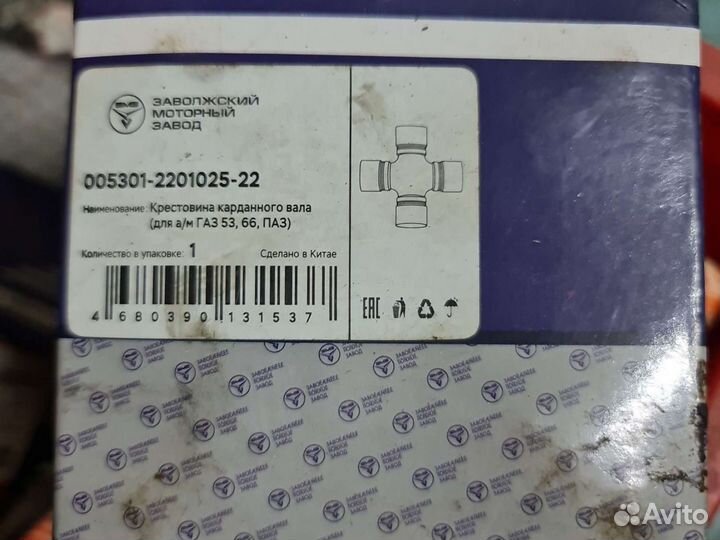 ЗАВОЛЖСКИЙ
МОТОРНЫЙ
ЗАВОД
005301-2201025-22
Наименование: Крестовина карданного вала
(для а/м ГАЗ 53, 66, ПАЗ)
Количество в упаковке: 1 Сделано в Китае
4 680390 131537
EAC
Avito